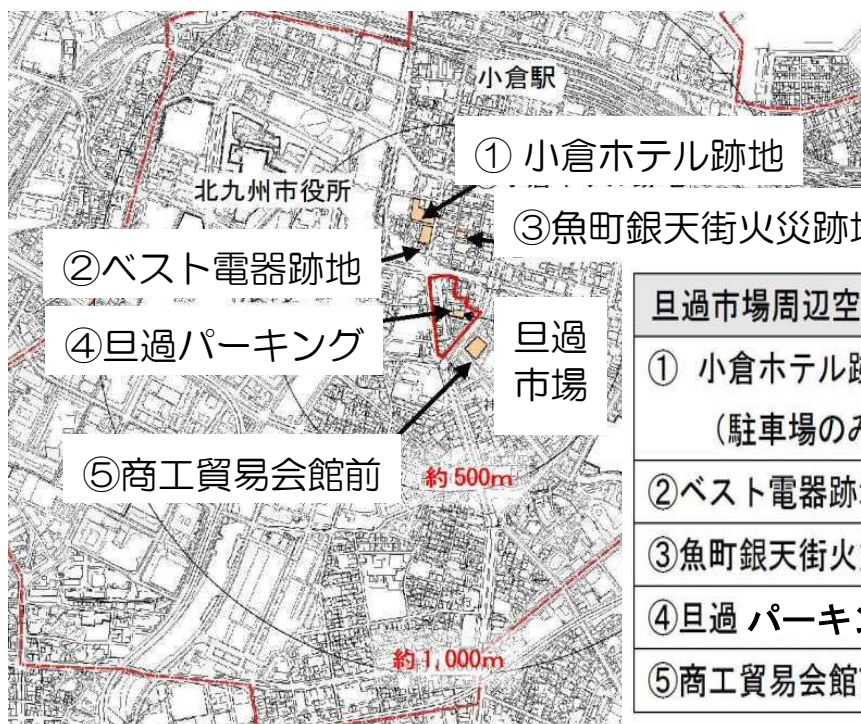 小倉駅
① 小倉ホテル跡地
北九州市役所
③魚町銀天街火災跡
②ベスト電器跡地
④旦過パーキング
旦過
市場
⑤商工貿易会館前
約500m
約1,000m
旦過市場周辺空
① 小倉ホテル
(駐車場の
②ベスト電器跡
③魚町銀天街火
④旦過 パーキ
⑤商工貿易会館